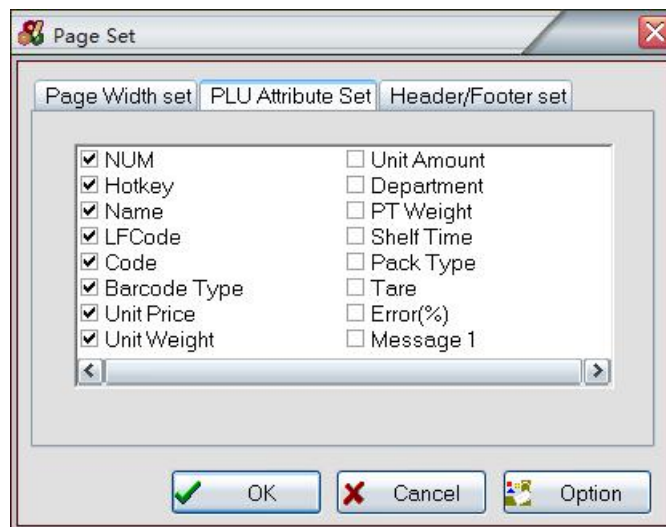 Page Set
Page Width set PLU Attribute Set Header/Footer set
NUM Unit Amount
Hotkey Department
Name PT Weight
LFCode Shelf Time
Code Pack Type
Barcode Type Tare
Unit Price Error(%)
Unit Weight Message 1
OK Cancel Option